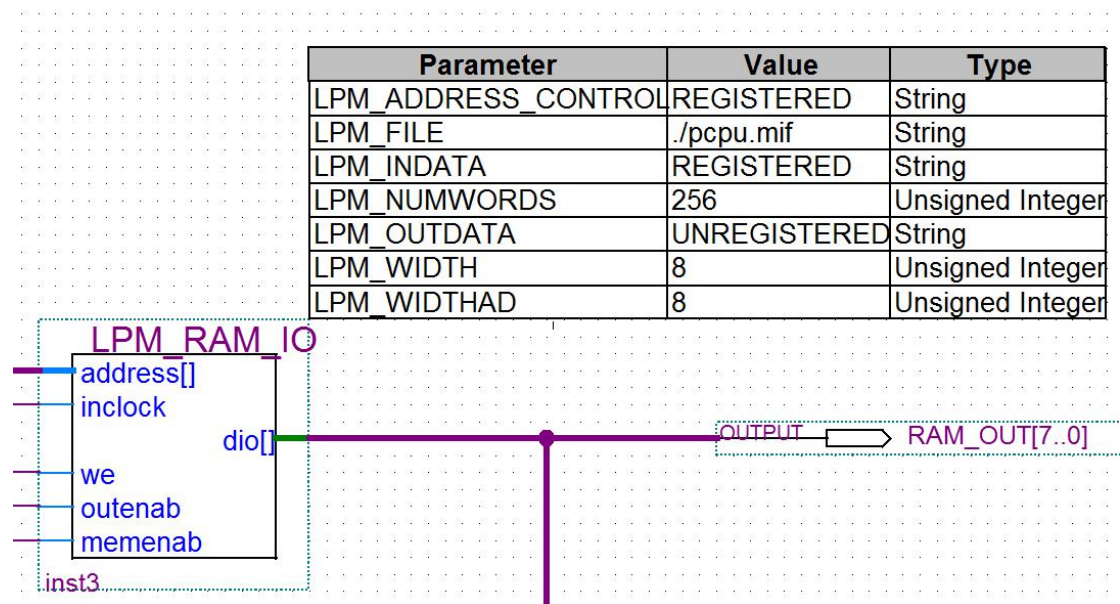 Parameter Value Type
LPM_ADDRESS_CONTROL REGISTERED String
LPM_FILE ./pcpu.mif String
LPM_INDATA REGISTERED String
LPM_NUMWORDS 256 Unsigned Integer
LPM_OUTDATA UNREGISTERED String
LPM_WIDTH 8 Unsigned Integer
LPM_WIDTHAD 8 Unsigned Integer
LPM_RAM_IO
address[]
inclock
dio[]
OUTPUT RAM_OUT[7..0]
we
outenab
memenab
inst3